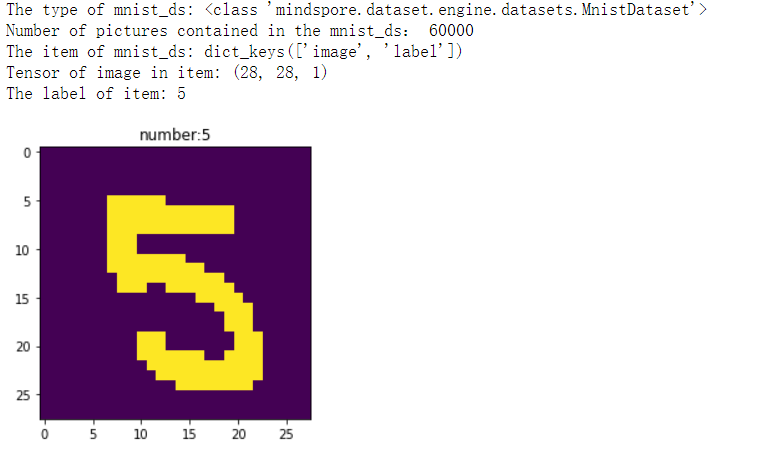 The type of mnist_ds: <class 'mindspore.dataset.engine.datasets.MnistDataset'>
Number of pictures contained in the mnist_ds: 60000
The item of mnist_ds: dict_keys(['image', 'label'])
Tensor of image in item: (28, 28, 1)
The label of item: 5
number:5
0
5
10
15
20
25
0 5 10 15 20 25
5